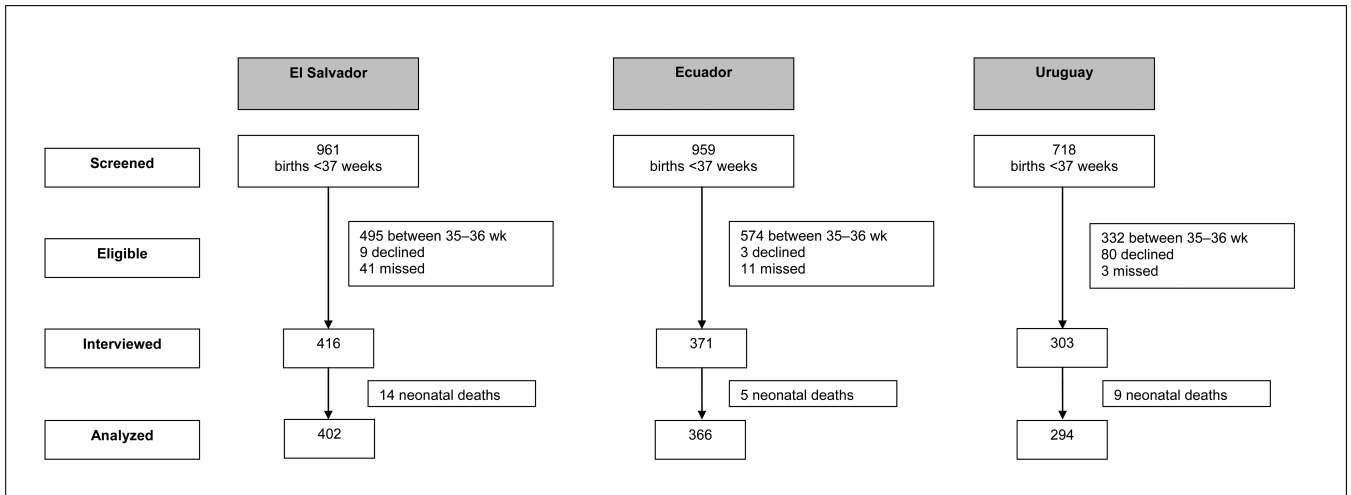 El Salvador
Ecuador
Uruguay
Screened
961
births <37 weeks
959
births <37 weeks
718
births <37 weeks
Eligible
495 between 35–36 wk
9 declined
41 missed
574 between 35–36 wk
3 declined
11 missed
332 between 35–36 wk
80 declined
3 missed
Interviewed
416
371
303
14 neonatal deaths
5 neonatal deaths
9 neonatal deaths
Analyzed
402
366
294